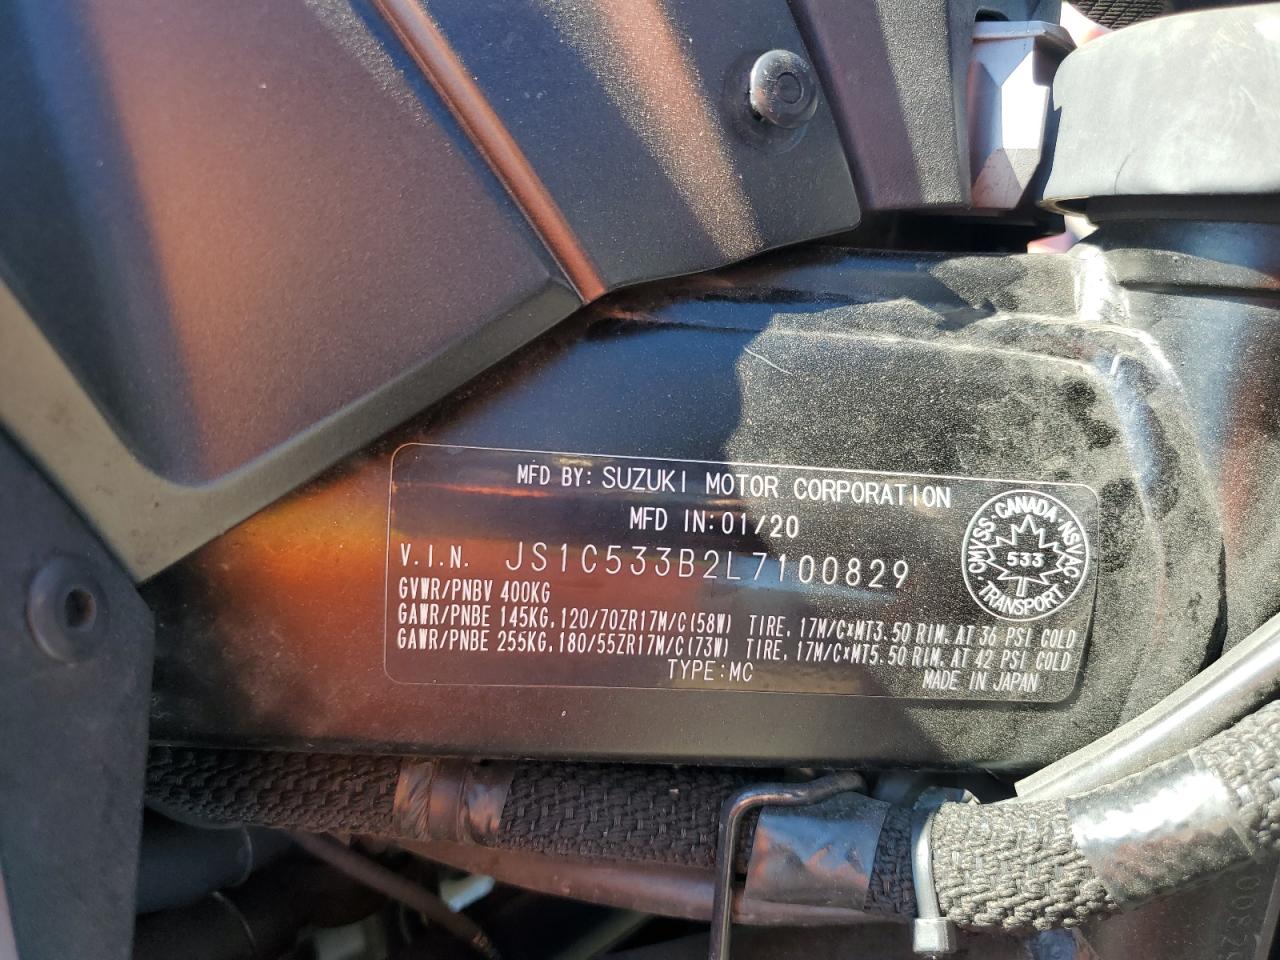 MFD BY: SUZUKI MOTOR CORPORATION
MFD IN: 01/20
V.I.N. JS1C533B2L7100829
GVWR/PNBV 400KG
GAWR/PNBE 145KG. 120/70ZR17M/C(58W) TIRE. 17M/C×MT3.50 RIM. AT 36 PSI COLD
GAWR/PNBE 255KG. 180/55ZR17M/C(73W) TIRE. 17M/C×MT5.50 RIM. AT 42 PSI COLD
TYPE:MC
MADE IN JAPAN
CMVSS · CANADA · NSVAC · TRANSPORT
533